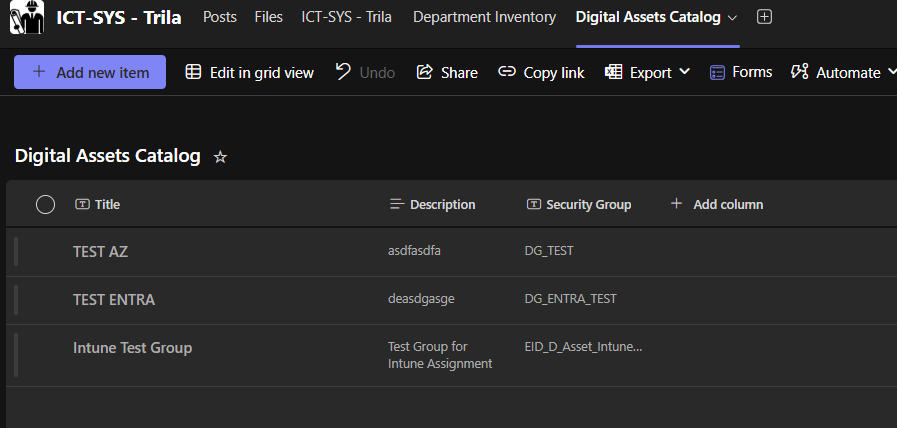 ICT-SYS - Trila Posts Files ICT-SYS - Trila Department Inventory Digital Assets Catalog
Add new item Edit in grid view Undo Share Copy link Export Forms Automate
Digital Assets Catalog
Title Description Security Group Add column
TEST AZ asdfasdfa DG_TEST
TEST ENTRA deasdgasge DG_ENTRA_TEST
Intune Test Group Test Group for EID_D_Asset_Intune...
Intune Assignment